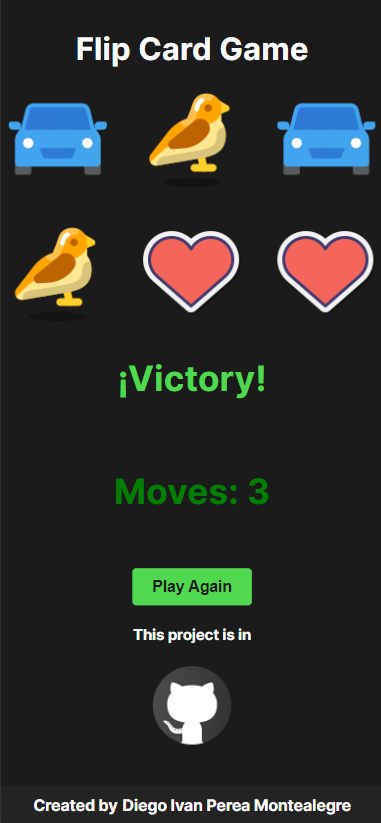 Flip Card Game
¡Victory!
Moves: 3
Play Again
This project is in
Created by Diego Ivan Perea Montealegre